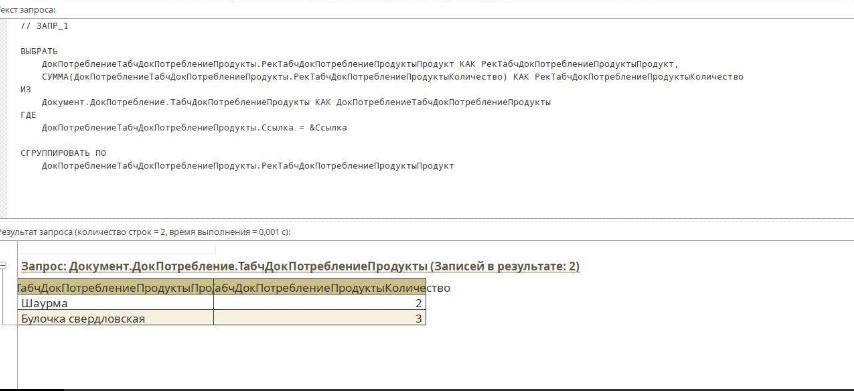 екст запроса:
// ЗАПР_1
ВЫБРАТЬ
ДокПотреблениеТабчДокПотреблениеПродукты.РекТабчДокПотреблениеПродуктыПродукт КАК РекТабчДокПотреблениеПродуктыПродукт,
СУММА(ДокПотреблениеТабчДокПотреблениеПродукты.РекТабчДокПотреблениеПродуктыКоличество) КАК РекТабчДокПотреблениеПродуктыКоличество
ИЗ
Документ.ДокПотребление.ТабчДокПотреблениеПродукты КАК ДокПотреблениеТабчДокПотреблениеПродукты
ГДЕ
ДокПотреблениеТабчДокПотреблениеПродукты.Ссылка = &Ссылка
СГРУППИРОВАТЬ ПО
ДокПотреблениеТабчДокПотреблениеПродукты.РекТабчДокПотреблениеПродуктыПродукт
Результат запроса (количество строк = 2, время выполнения = 0,001 с):
Запрос: Документ.ДокПотребление.ТабчДокПотреблениеПродукты (Записей в результате: 2)
ТабчДокПотреблениеПродуктыПро абчДокПотреблениеПродуктыКоличество
Шаурма 2
Булочка свердловская 3